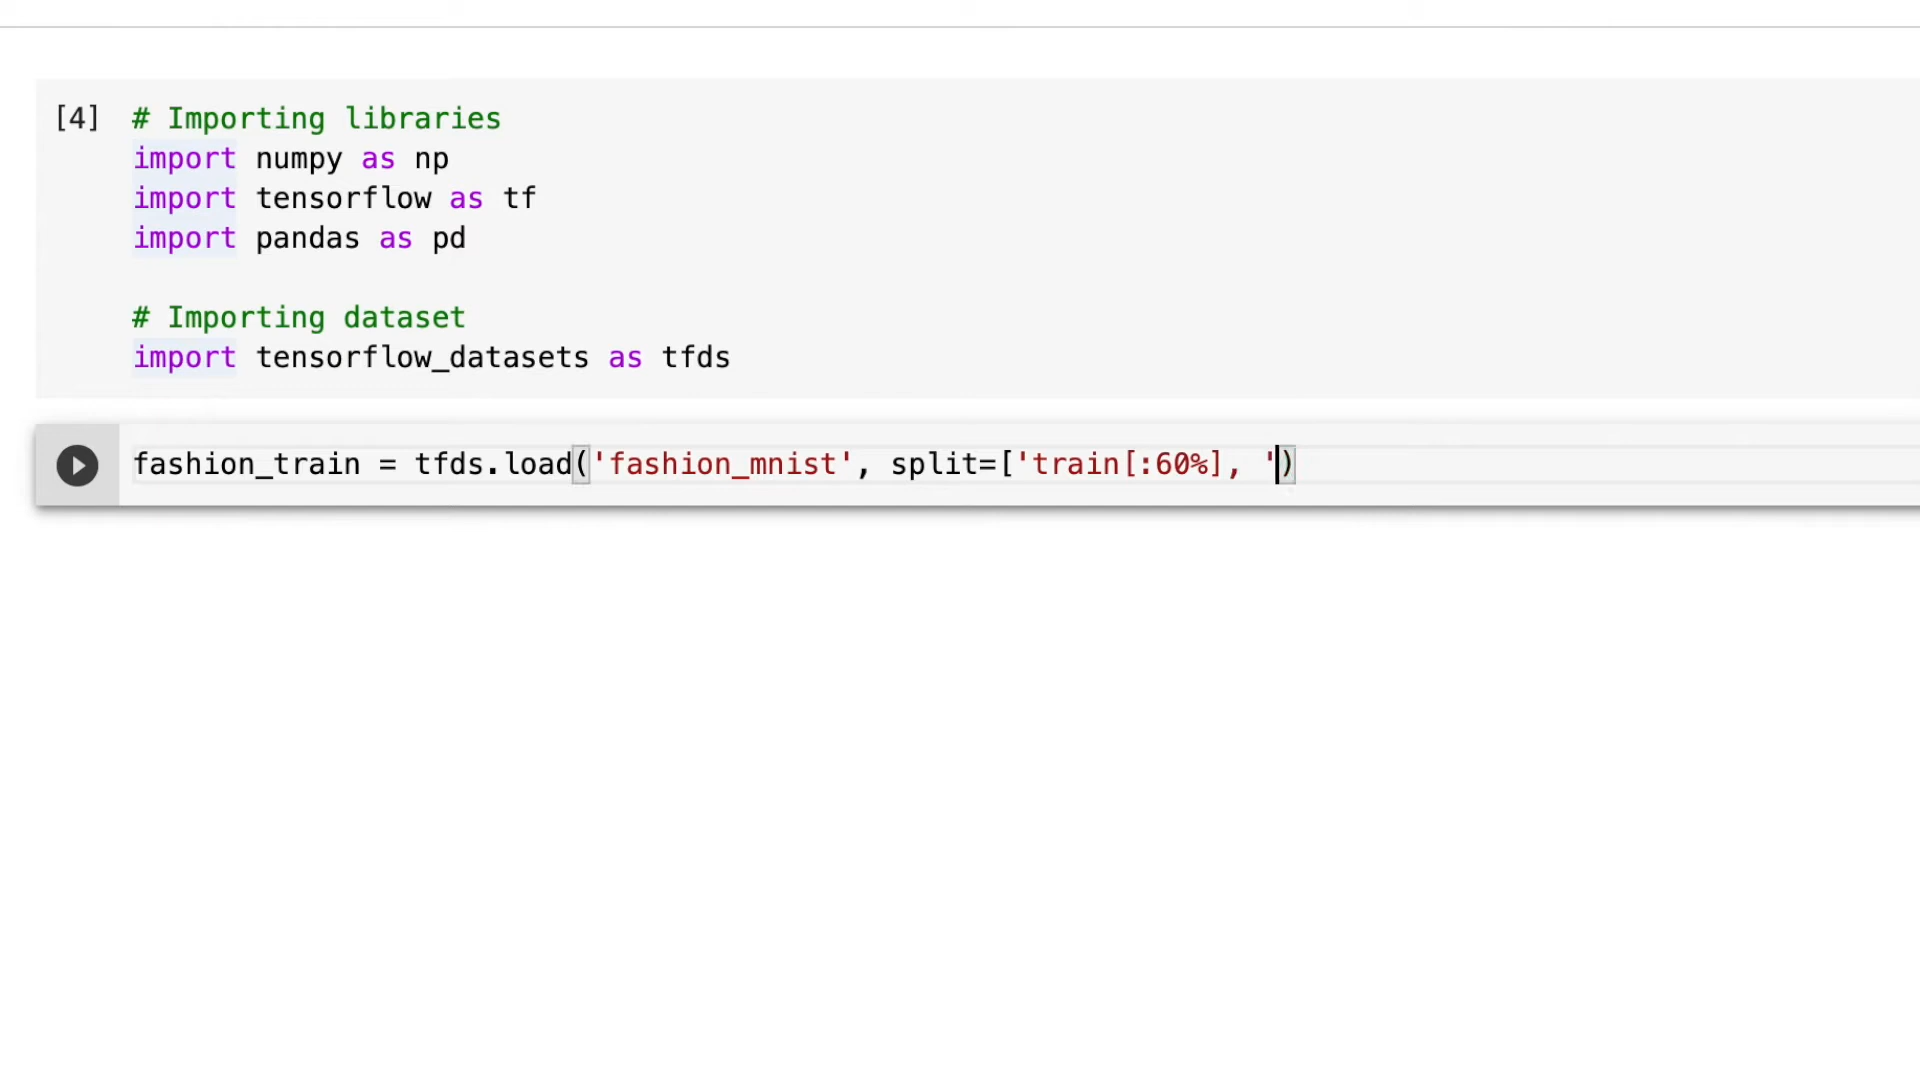 [4] # Importing libraries
import numpy as np
import tensorflow as tf
import pandas as pd
# Importing dataset
import tensorflow_datasets as tfds
fashion_train = tfds.load('fashion_mnist', split=['train[:60%], ')